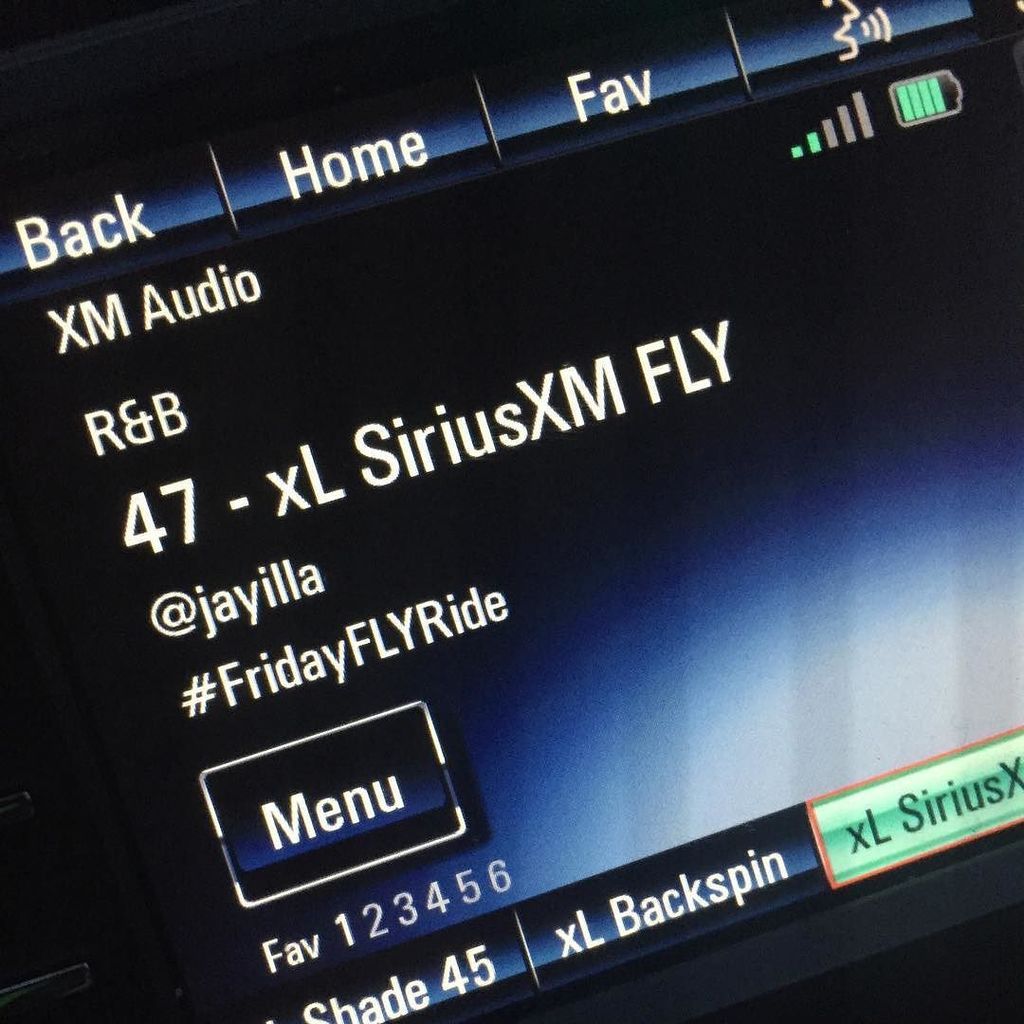 Back Home Fav
XM Audio
R&B
47 - xL SiriusXM FLY
@jayilla
#FridayFLYRide
Menu
Fav 1 2 3 4 5 6
Shade 45 xL Backspin xL SiriusX